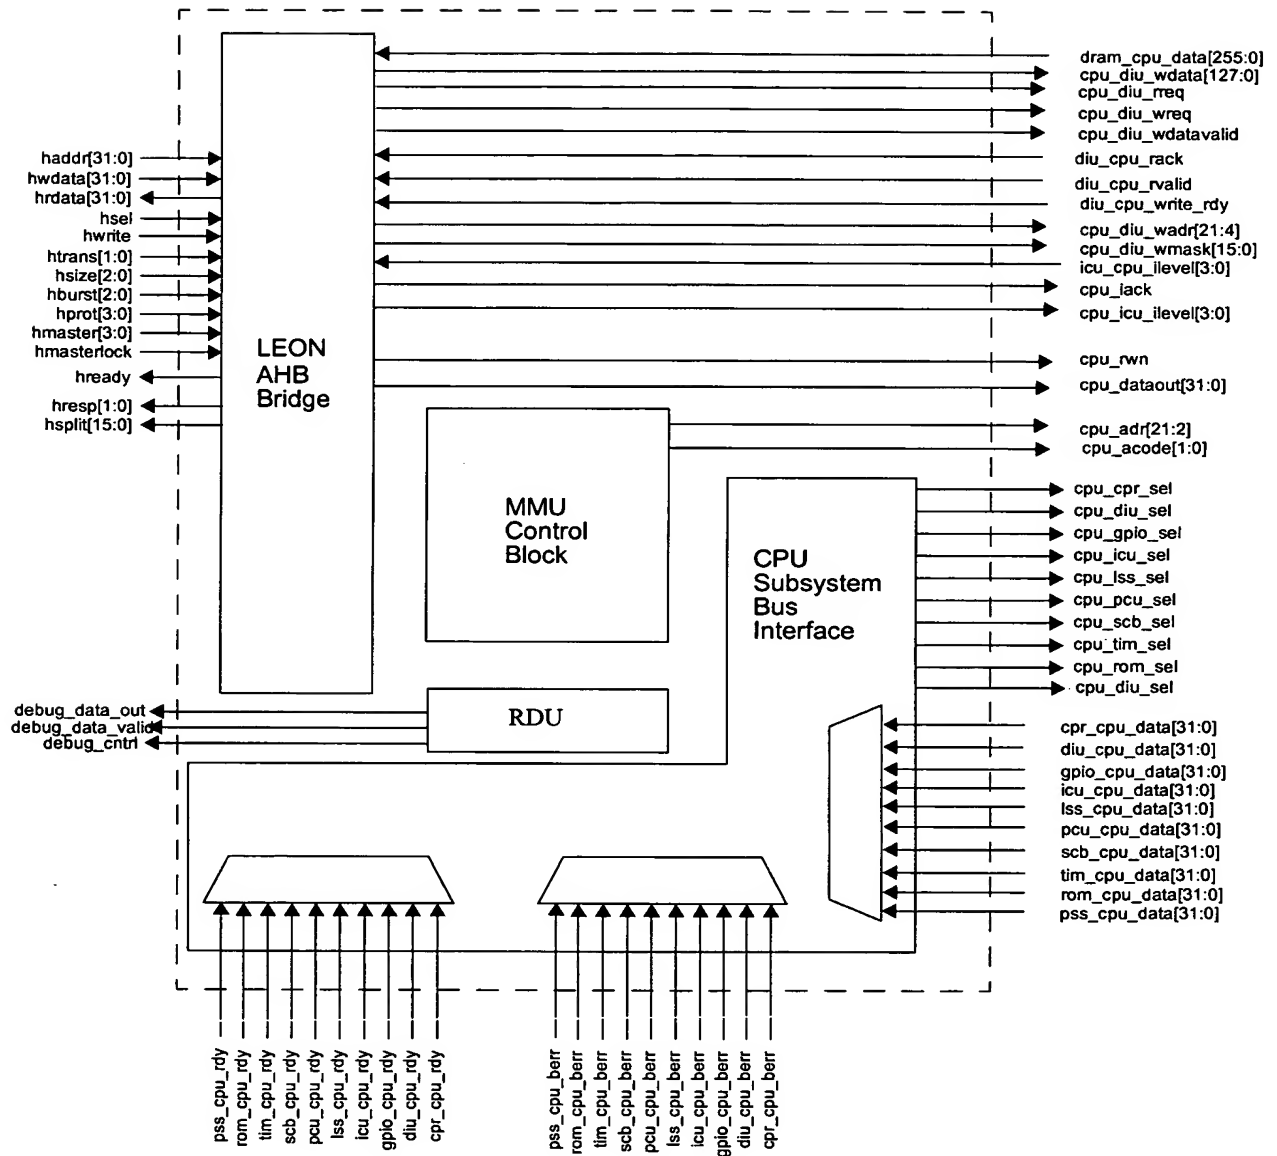 haddr[31:0]
hwdata[31:0]
hrdata[31:0]
hsel
hwrite
htrans[1:0]
hsize[2:0]
hburst[2:0]
hprot[3:0]
hmaster[3:0]
hmasterlock
hready
hresp[1:0]
hsplit[15:0]
LEON
AHB
Bridge
dram_cpu_data[255:0]
cpu_diu_wdata[127:0]
cpu_diu_rreq
cpu_diu_wreq
cpu_diu_wdatavalid
diu_cpu_rack
diu_cpu_rvalid
diu_cpu_write_rdy
cpu_diu_wadr[21:4]
cpu_diu_wmask[15:0]
icu_cpu_ilevel[3:0]
cpu_iack
cpu_icu_ilevel[3:0]
cpu_rwn
cpu_dataout[31:0]
cpu_adr[21:2]
cpu_acode[1:0]
MMU
Control
Block
CPU
Subsystem
Bus
Interface
cpu_cpr_sel
cpu_diu_sel
cpu_gpio_sel
cpu_icu_sel
cpu_lss_sel
cpu_pcu_sel
cpu_scb_sel
cpu_tim_sel
cpu_rom_sel
cpu_diu_sel
debug_data_out
debug_data_valid
debug_cntrl
RDU
cpr_cpu_data[31:0]
diu_cpu_data[31:0]
gpio_cpu_data[31:0]
icu_cpu_data[31:0]
lss_cpu_data[31:0]
pcu_cpu_data[31:0]
scb_cpu_data[31:0]
tim_cpu_data[31:0]
rom_cpu_data[31:0]
pss_cpu_data[31:0]
pss_cpu_rdy
rom_cpu_rdy
tim_cpu_rdy
scb_cpu_rdy
pcu_cpu_rdy
lss_cpu_rdy
icu_cpu_rdy
gpio_cpu_rdy
diu_cpu_rdy
cpr_cpu_rdy
pss_cpu_berr
rom_cpu_berr
tim_cpu_berr
scb_cpu_berr
pcu_cpu_berr
lss_cpu_berr
icu_cpu_berr
gpio_cpu_berr
diu_cpu_berr
cpr_cpu_berr